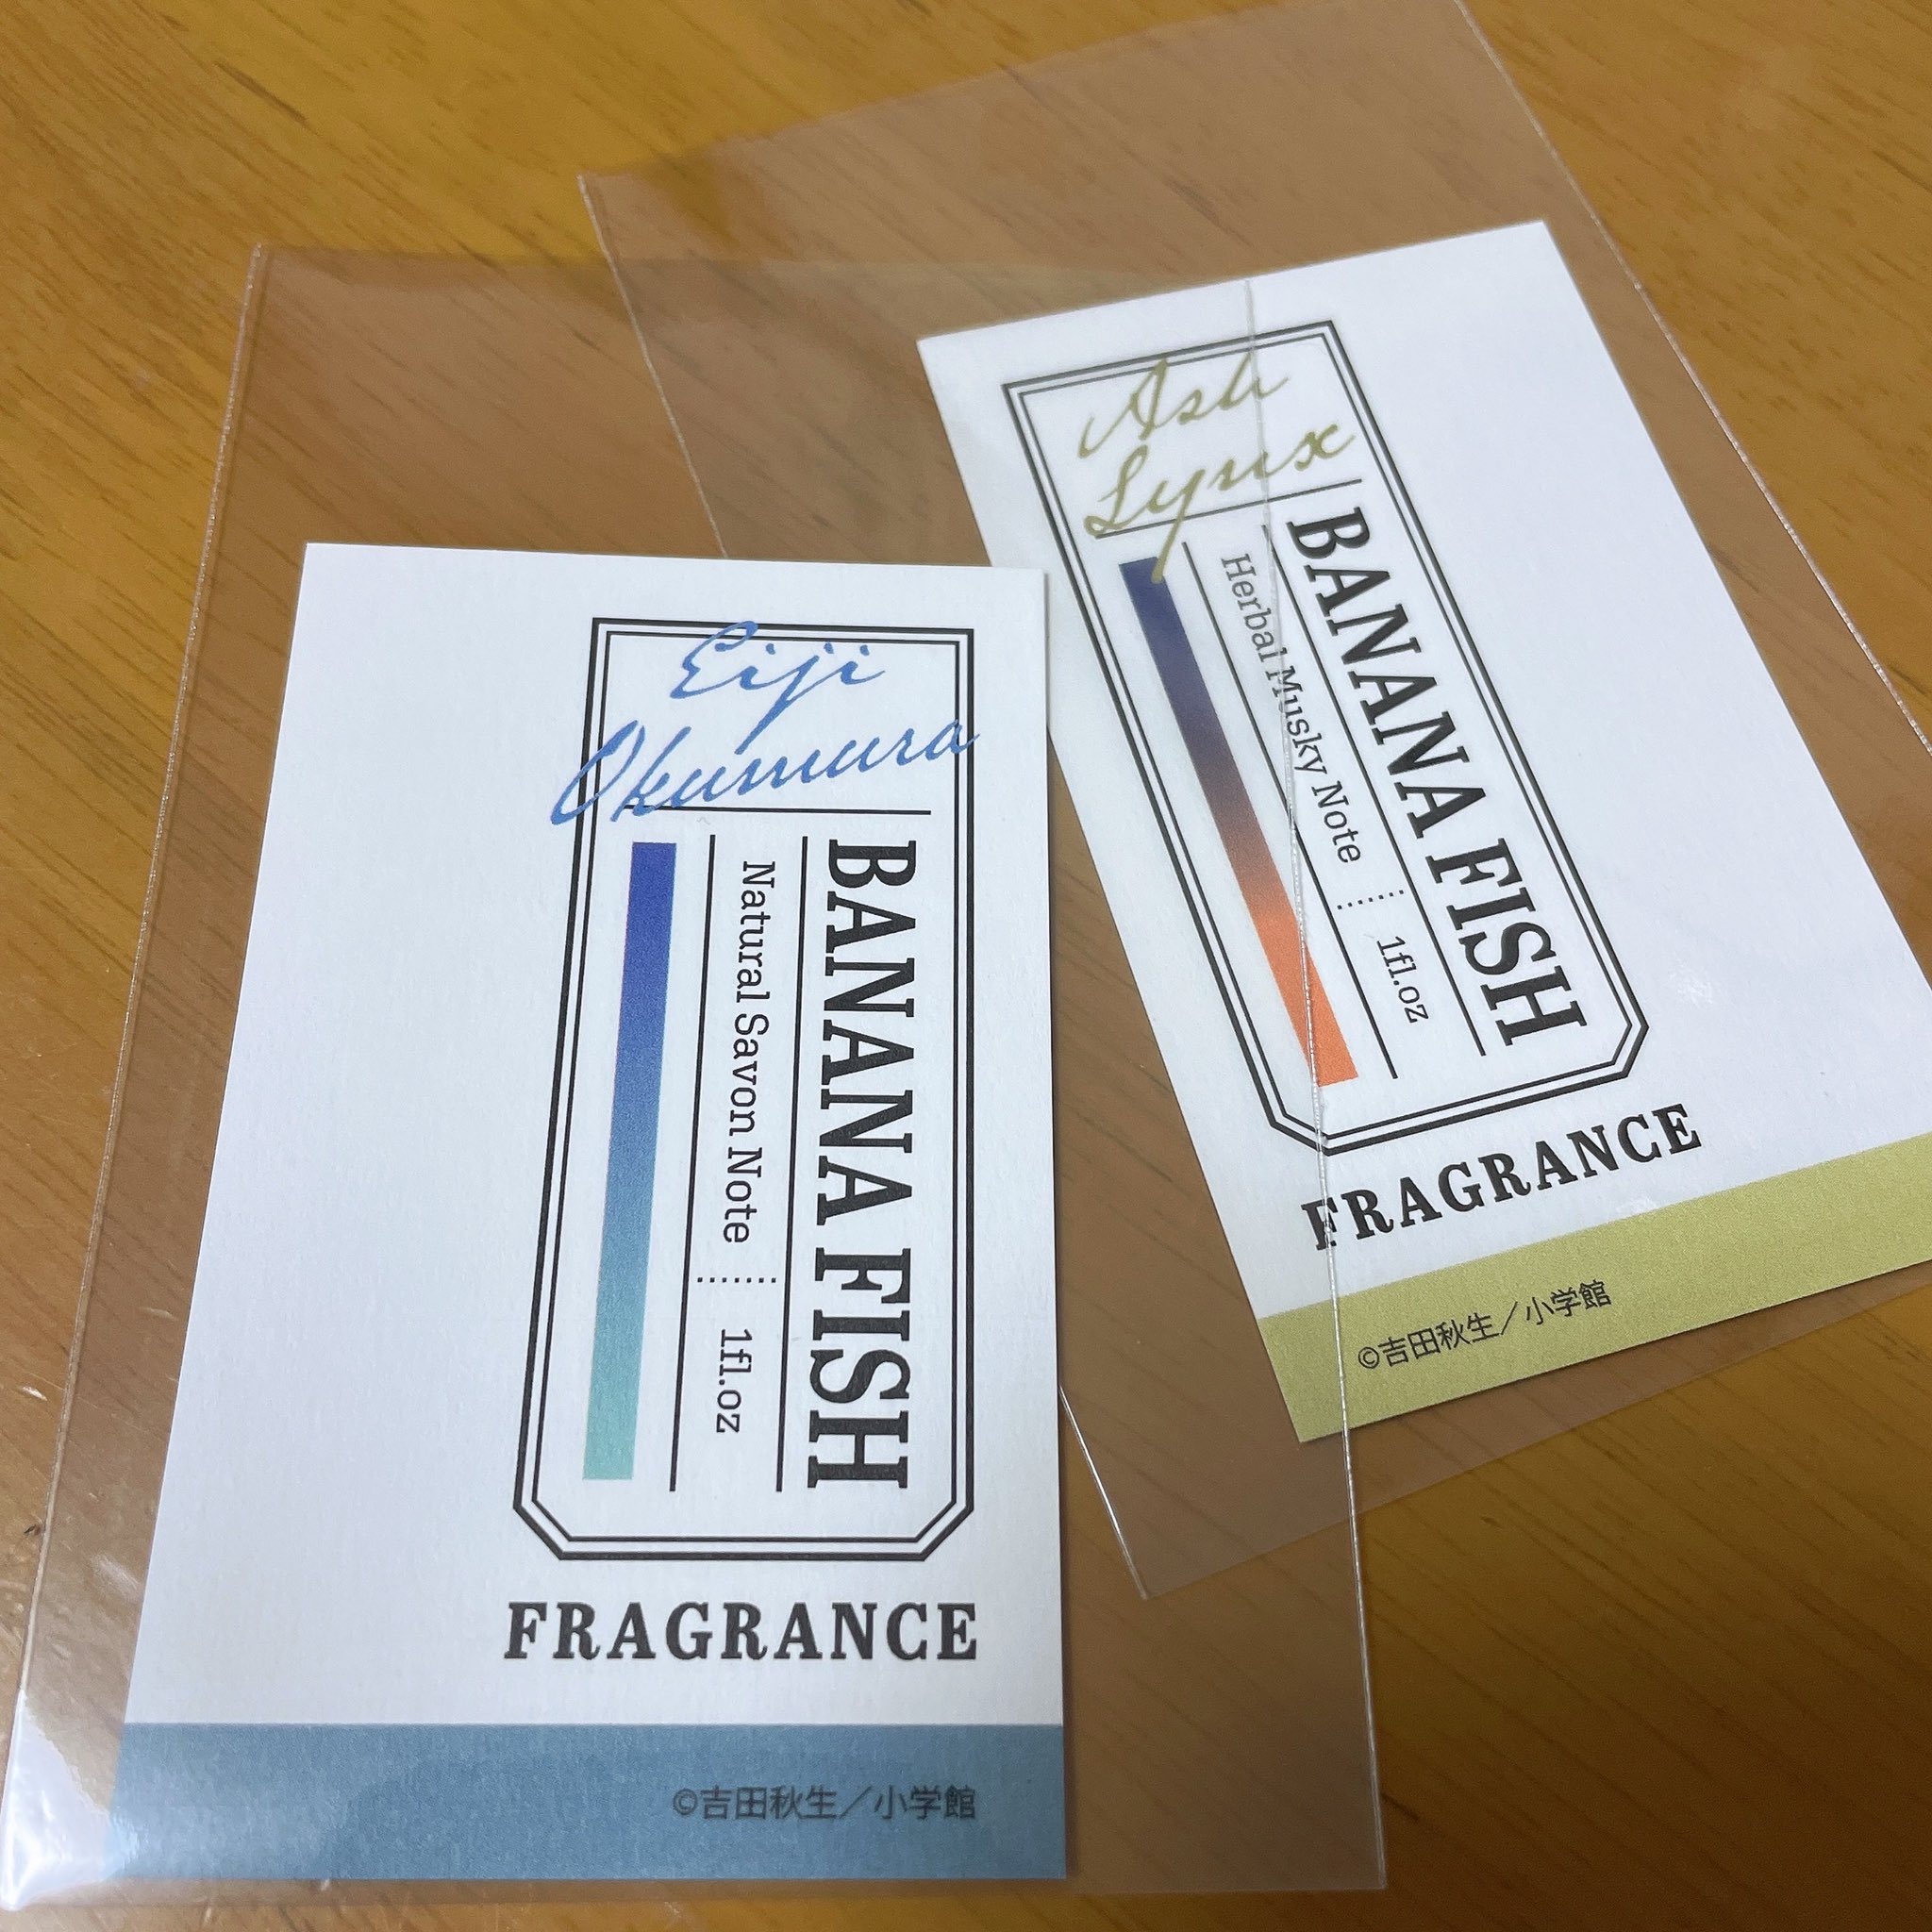 Eiji
Okumura
BANANA FISH
Natural Savon Note
1fl.oz
FRAGRANCE
©吉田秋生／小学館
Ash
Lynx
BANANA FISH
Herbal Musky Note
1fl.oz
FRAGRANCE
©吉田秋生／小学館